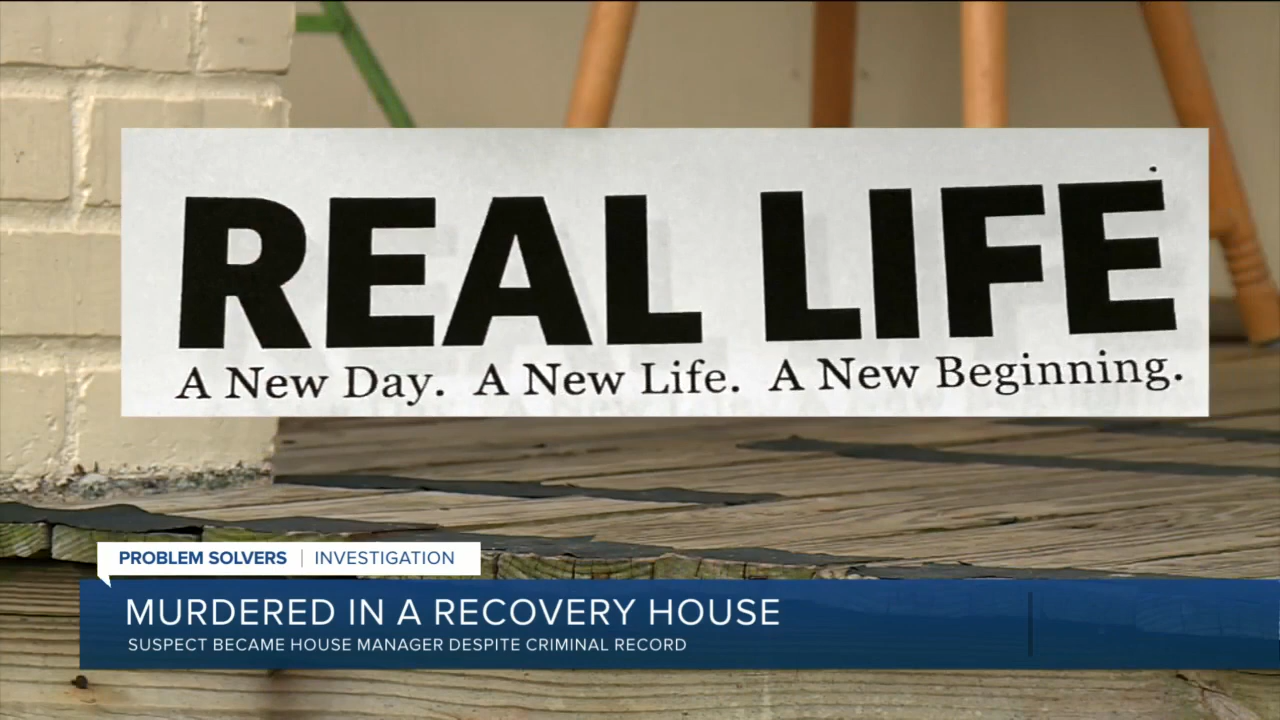 REAL LIFE
A New Day. A New Life. A New Beginning.
PROBLEM SOLVERS | INVESTIGATION
MURDERED IN A RECOVERY HOUSE
SUSPECT BECAME HOUSE MANAGER DESPITE CRIMINAL RECORD